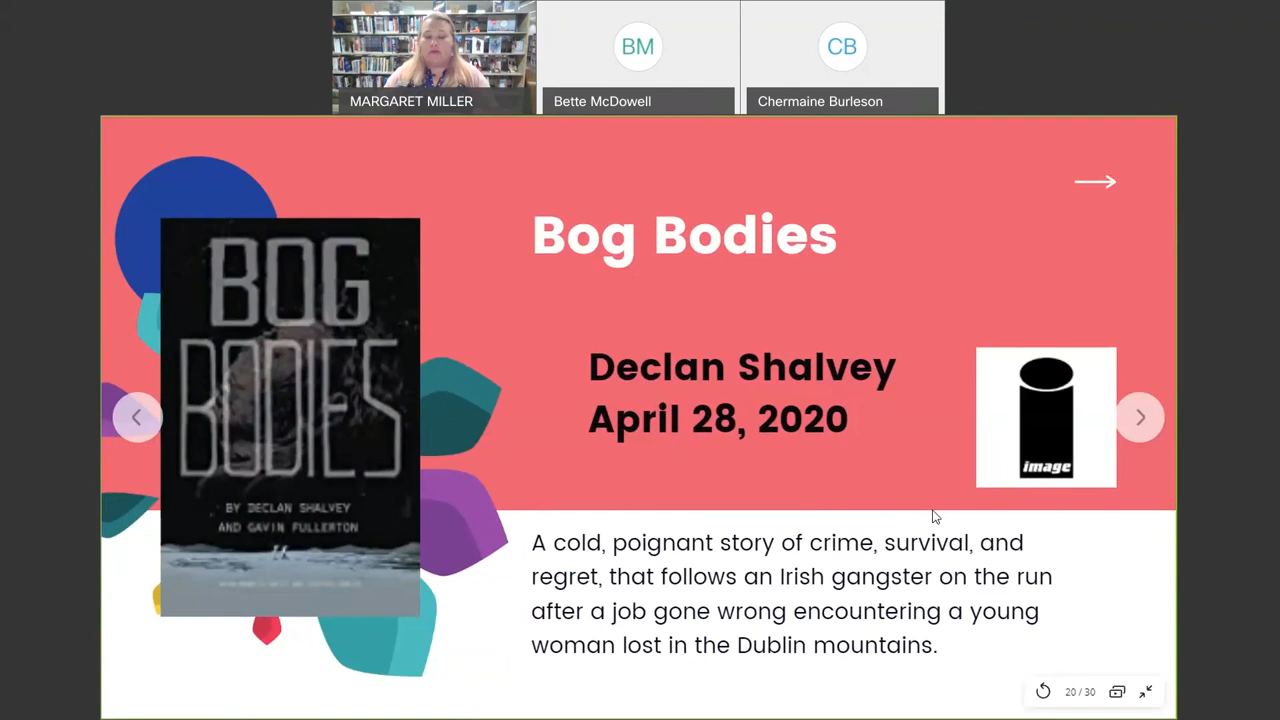 BM
CB
MARGARET MILLER
Bette McDowell
Chermaine Burleson
Bog Bodies
BOG
BODIES
BY DECLAN SHALVEY
AND GAVIN FULLERTON
Declan Shalvey
April 28, 2020
image
A cold, poignant story of crime, survival, and
regret, that follows an Irish gangster on the run
after a job gone wrong encountering a young
woman lost in the Dublin mountains.
20 / 30